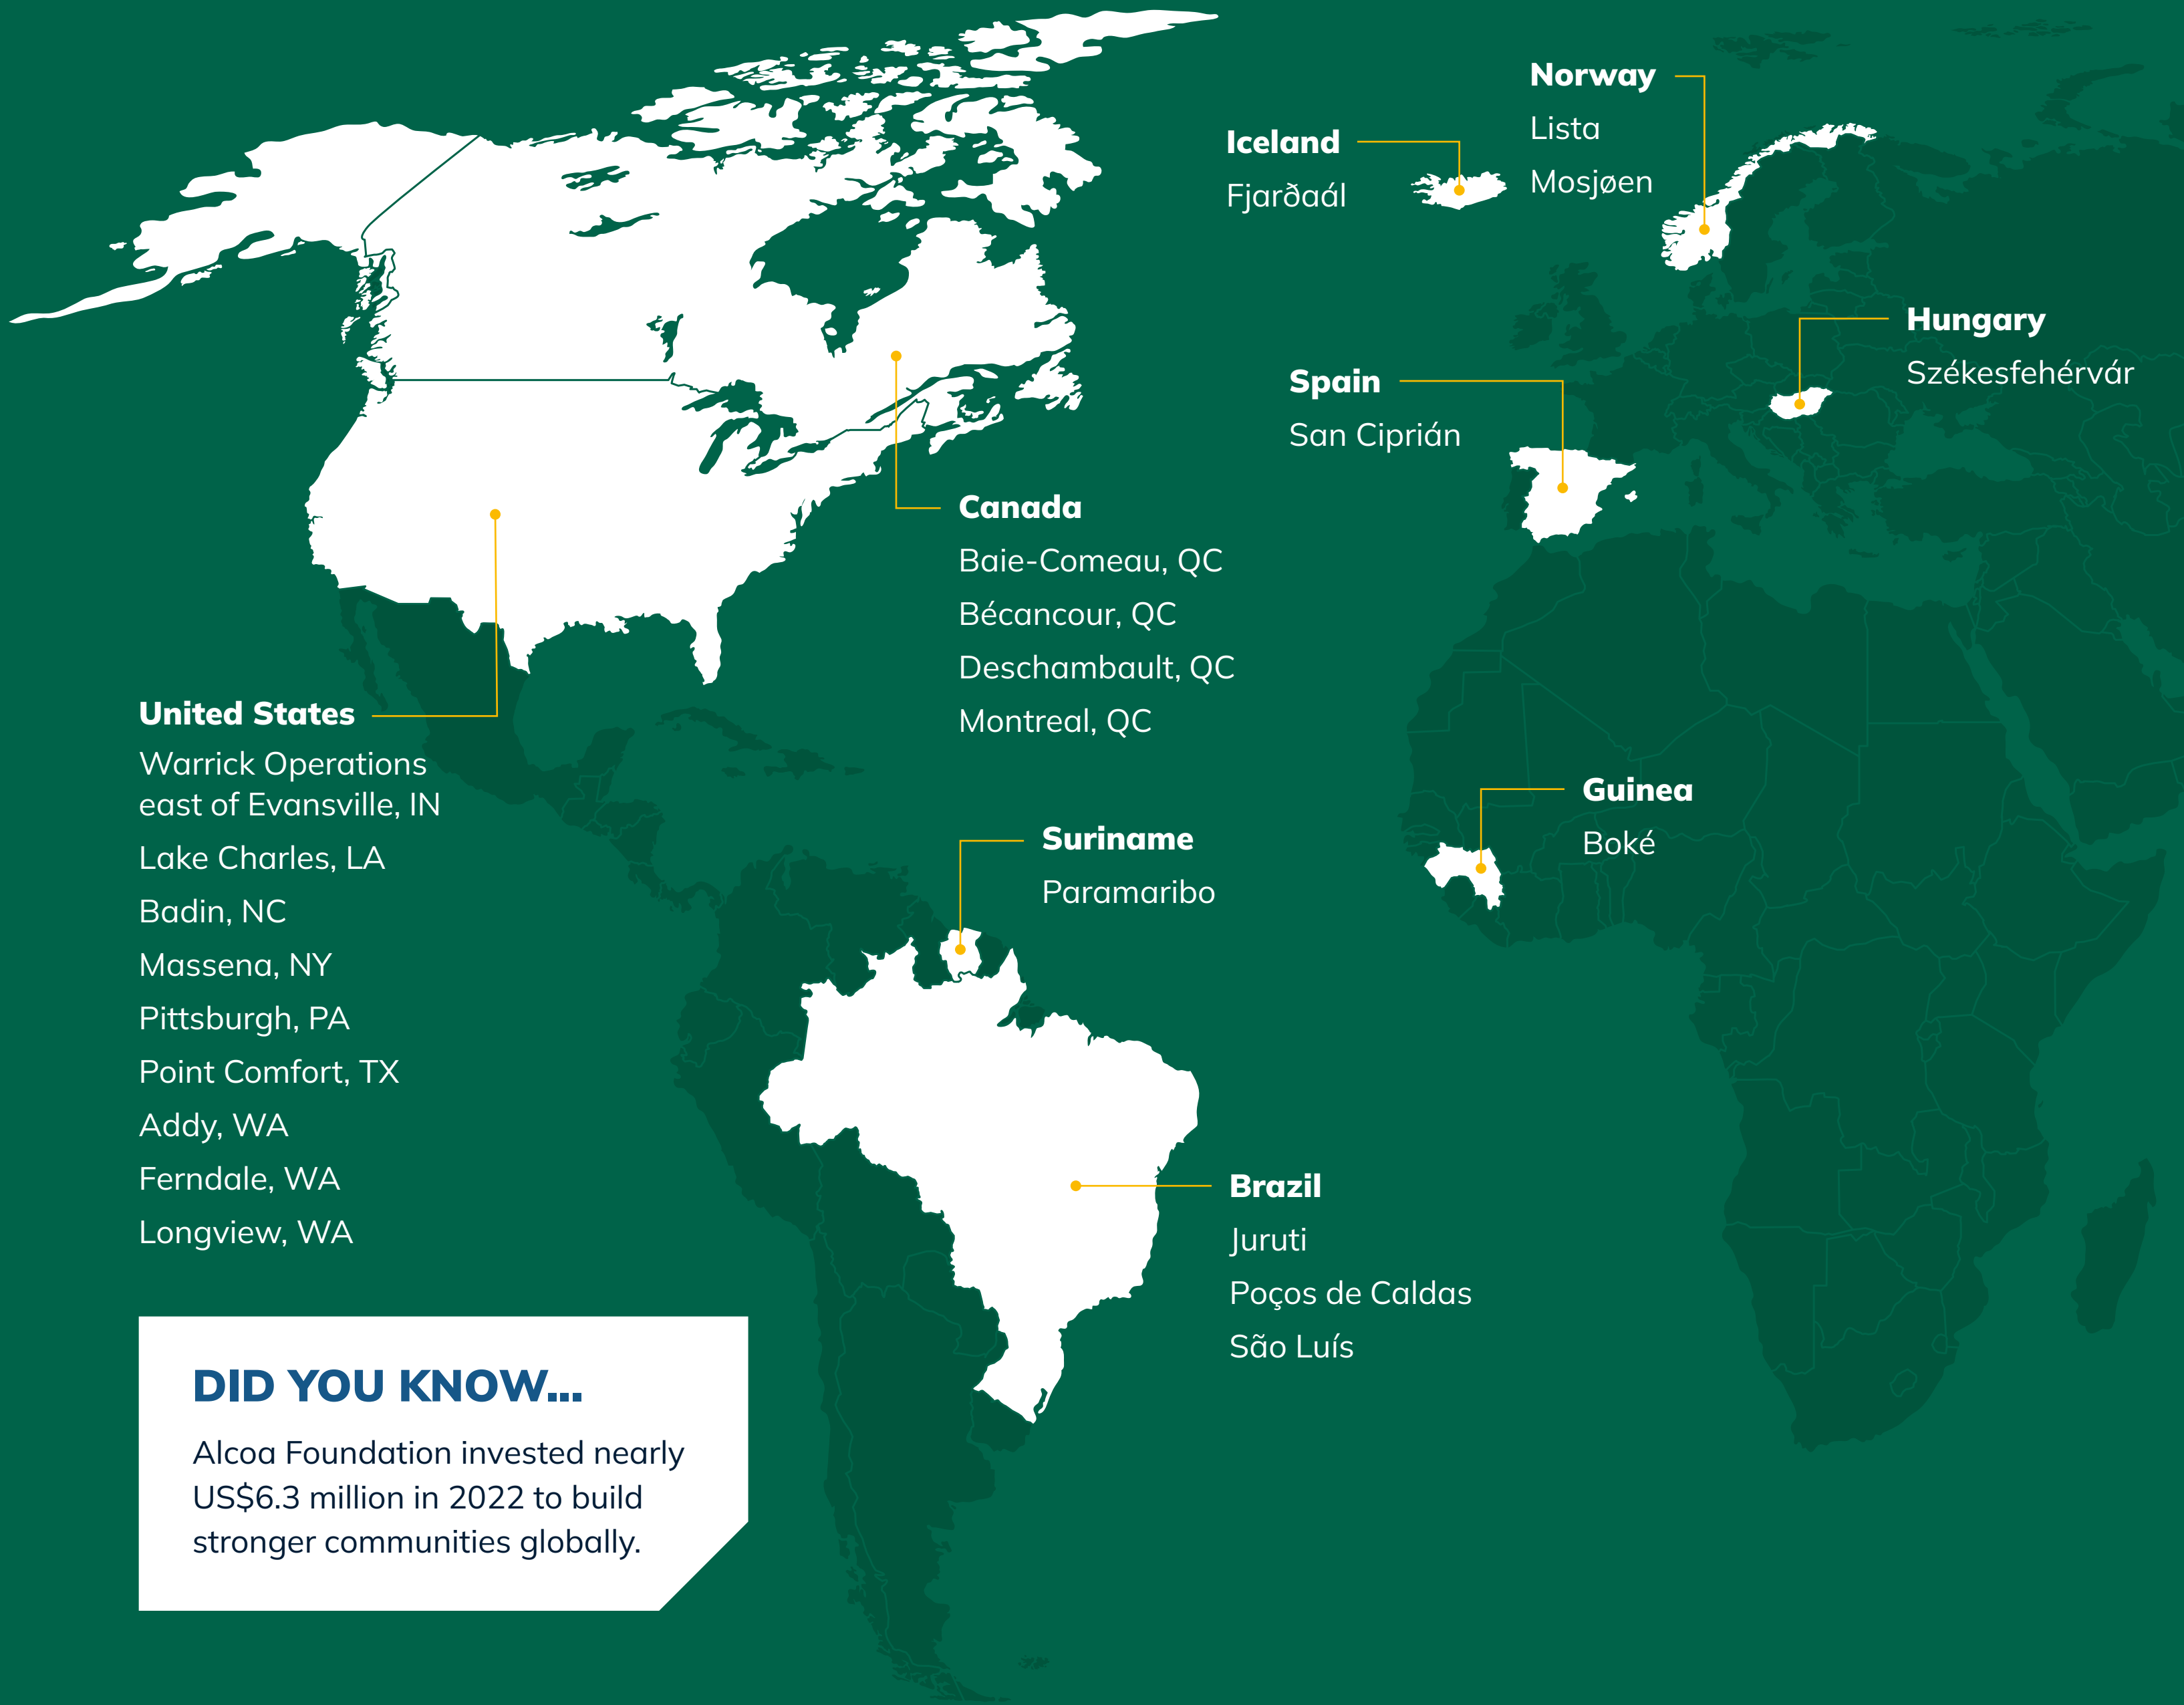 Norway
Lista
Mosjøen
Iceland
Fjarðaál
Hungary
Székesfehérvár
Spain
San Ciprián
Canada
Baie-Comeau, QC
Bécancour, QC
Deschambault, QC
Montreal, QC
United States
Warrick Operations
east of Evansville, IN
Lake Charles, LA
Badin, NC
Massena, NY
Pittsburgh, PA
Point Comfort, TX
Addy, WA
Ferndale, WA
Longview, WA
Guinea
Boké
Suriname
Paramaribo
Brazil
Juruti
Poços de Caldas
São Luís
DID YOU KNOW...
Alcoa Foundation invested nearly
US$6.3 million in 2022 to build
stronger communities globally.